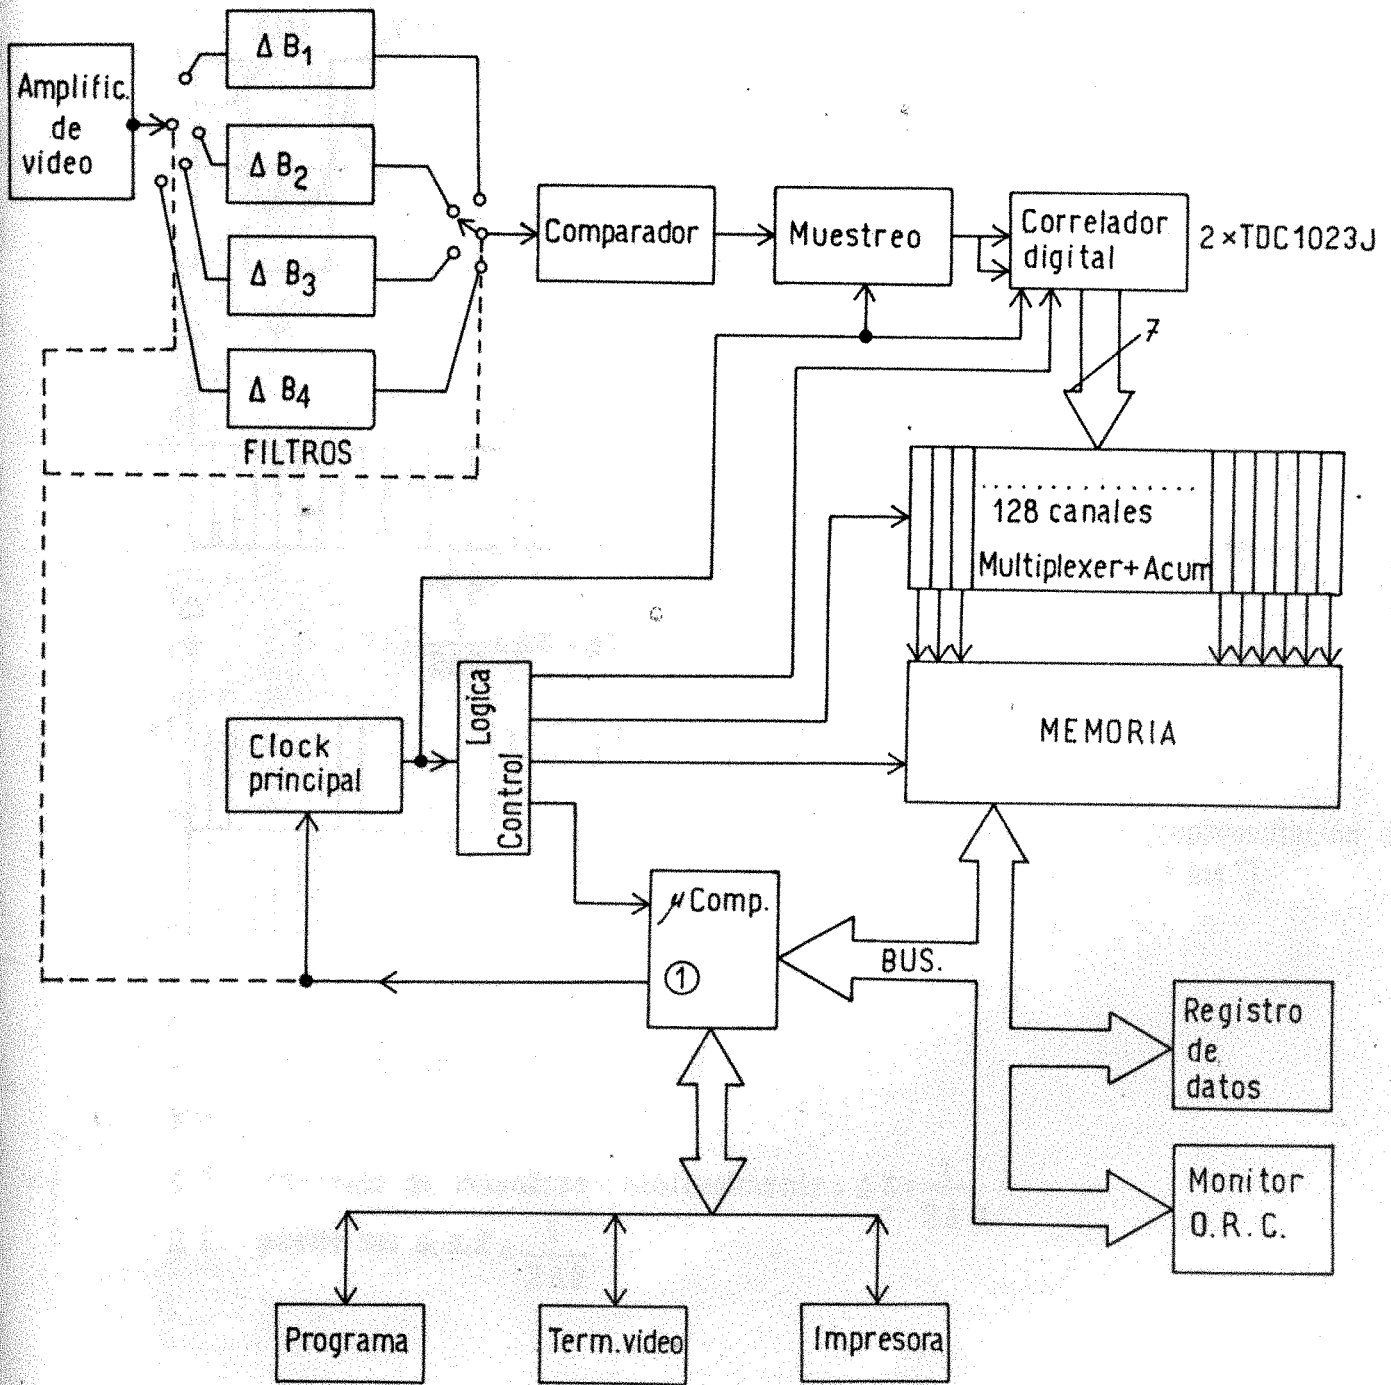 Δ B1
Amplific.
de
video
Δ B2
Δ B3
Δ B4
FILTROS
Comparador
Muestreo
Correlador
digital
2×TDC1023J
7
128 canales
Multiplexer+Acum
MEMORIA
Clock
principal
Logica
Control
μ Comp.
1
BUS.
Registro
de
datos
Monitor
O.R.C.
Programa
Term.video
Impresora